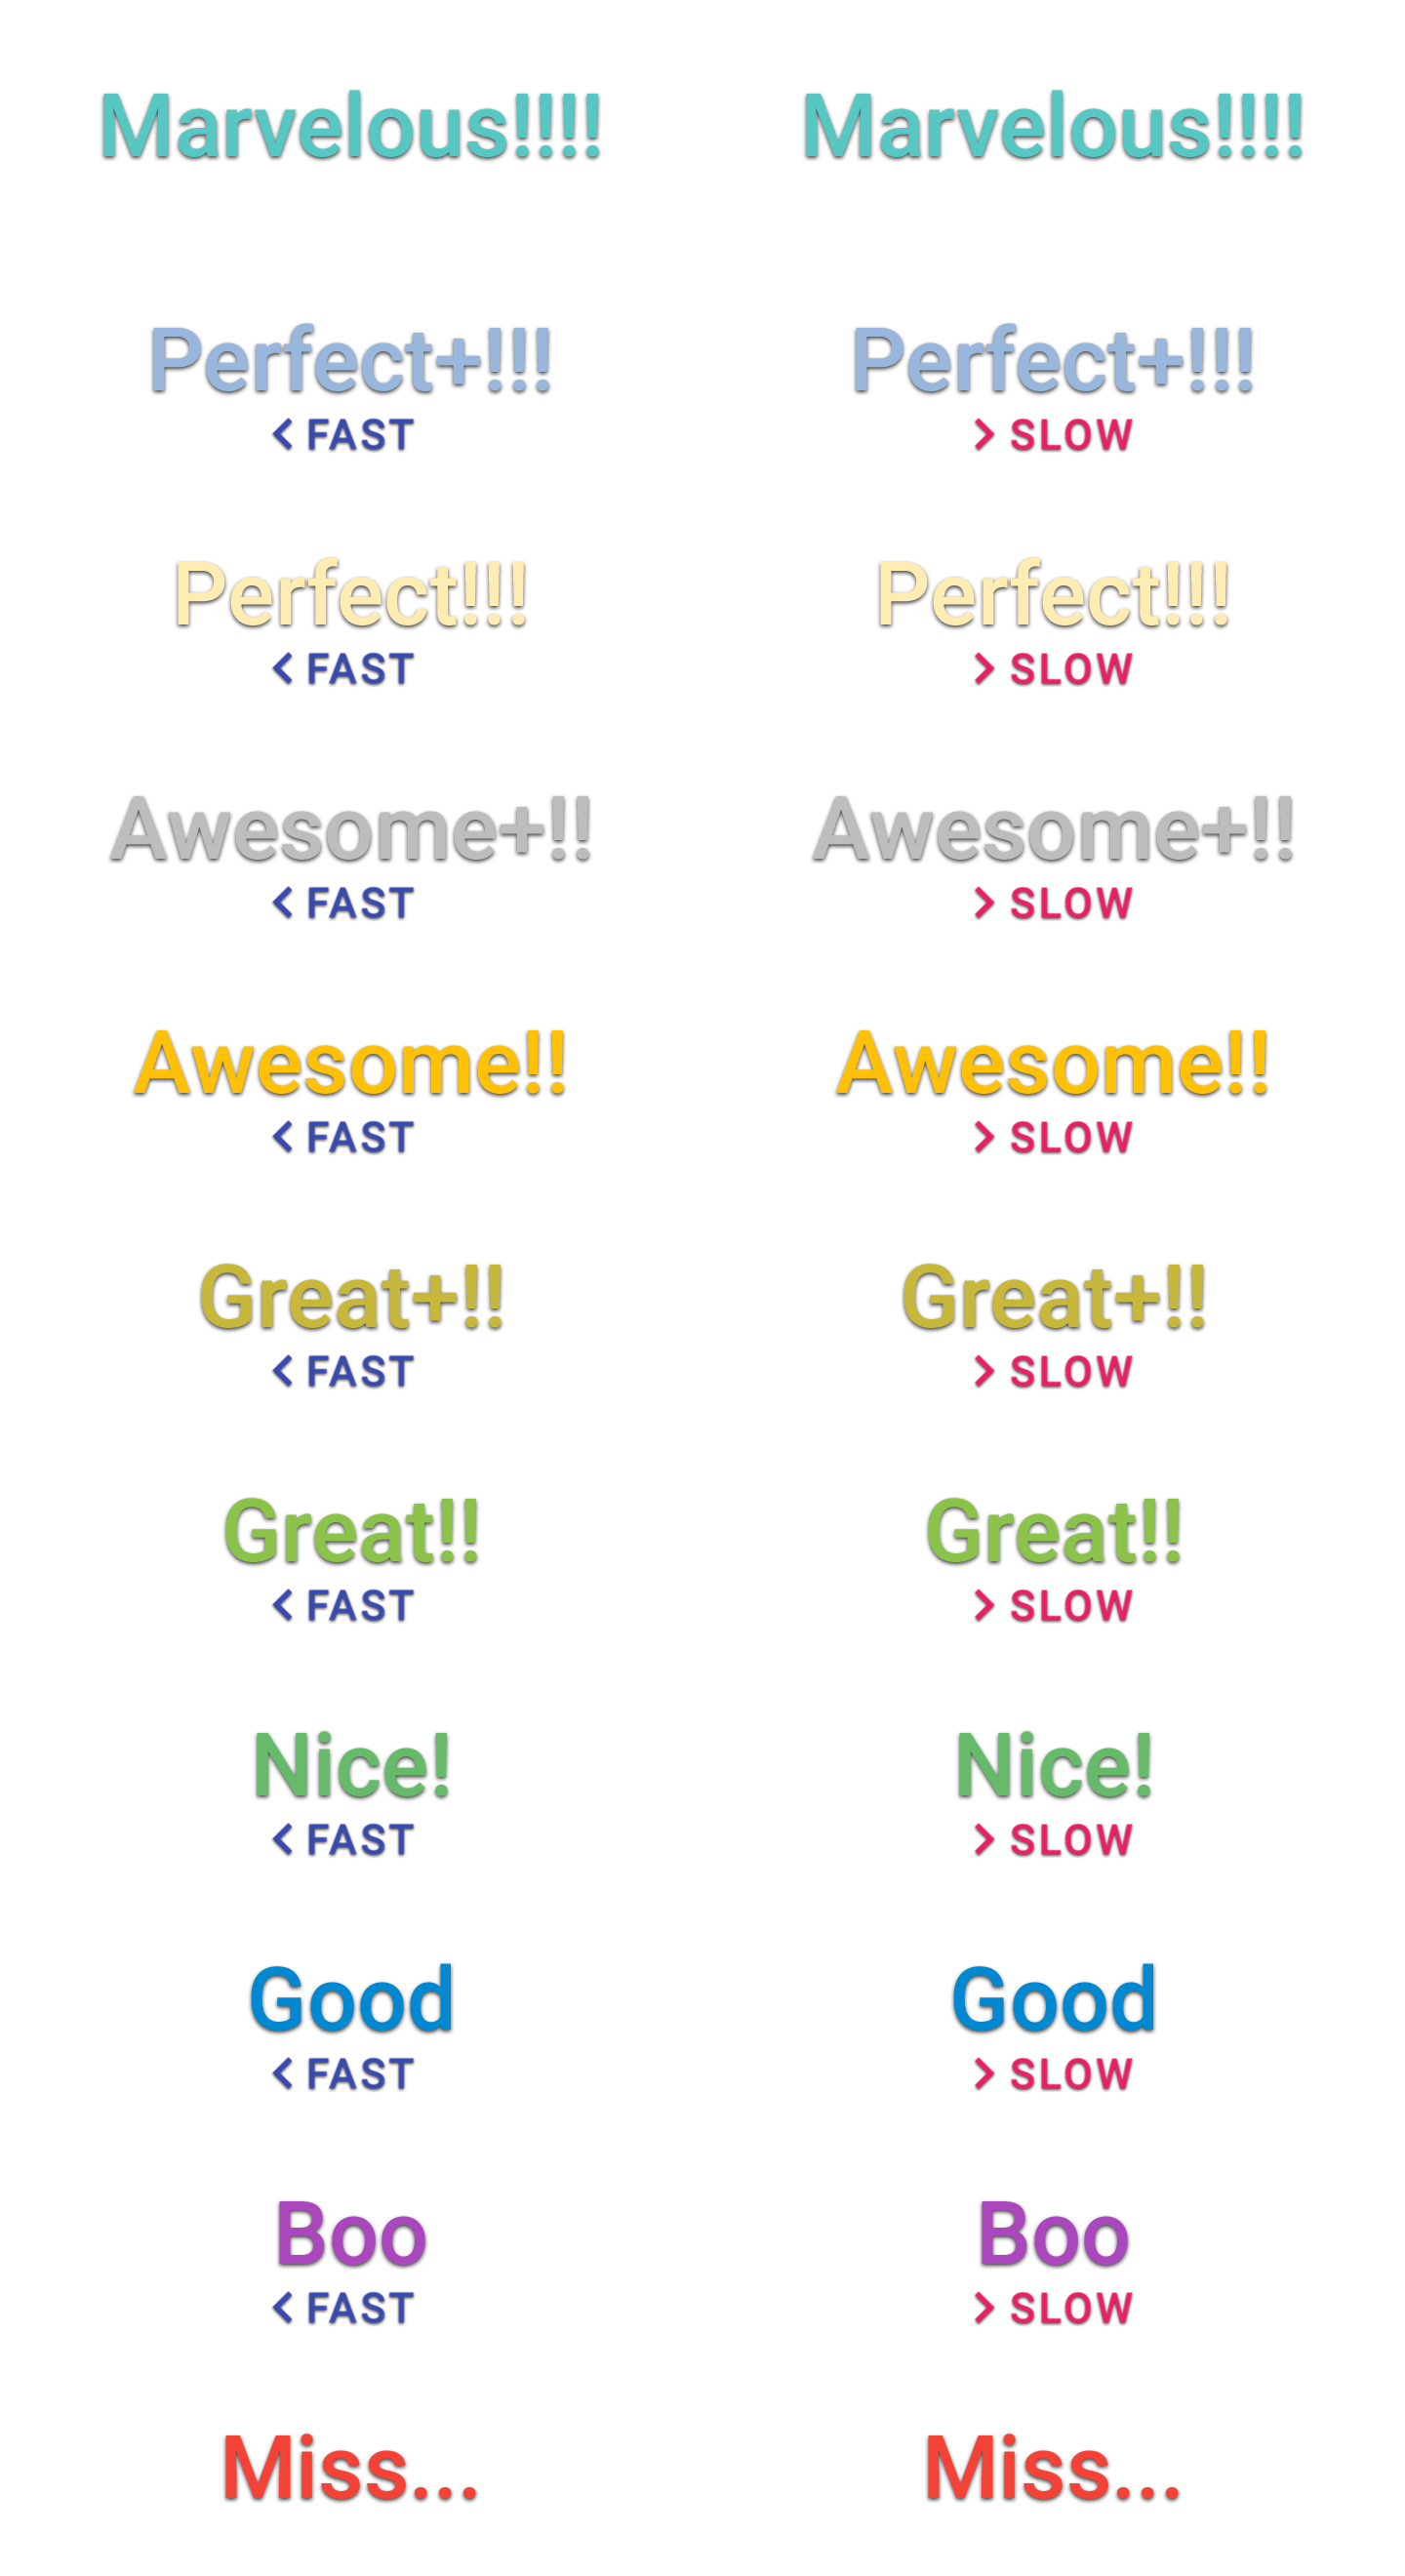 Marvelous!!!! Marvelous!!!!
Perfect+!!! Perfect+!!!
< FAST > SLOW
Perfect!!! Perfect!!!
< FAST > SLOW
Awesome+!! Awesome+!!
< FAST > SLOW
Awesome!! Awesome!!
< FAST > SLOW
Great+!! Great+!!
< FAST > SLOW
Great!! Great!!
< FAST > SLOW
Nice! Nice!
< FAST > SLOW
Good Good
< FAST > SLOW
Boo Boo
< FAST > SLOW
Miss... Miss...